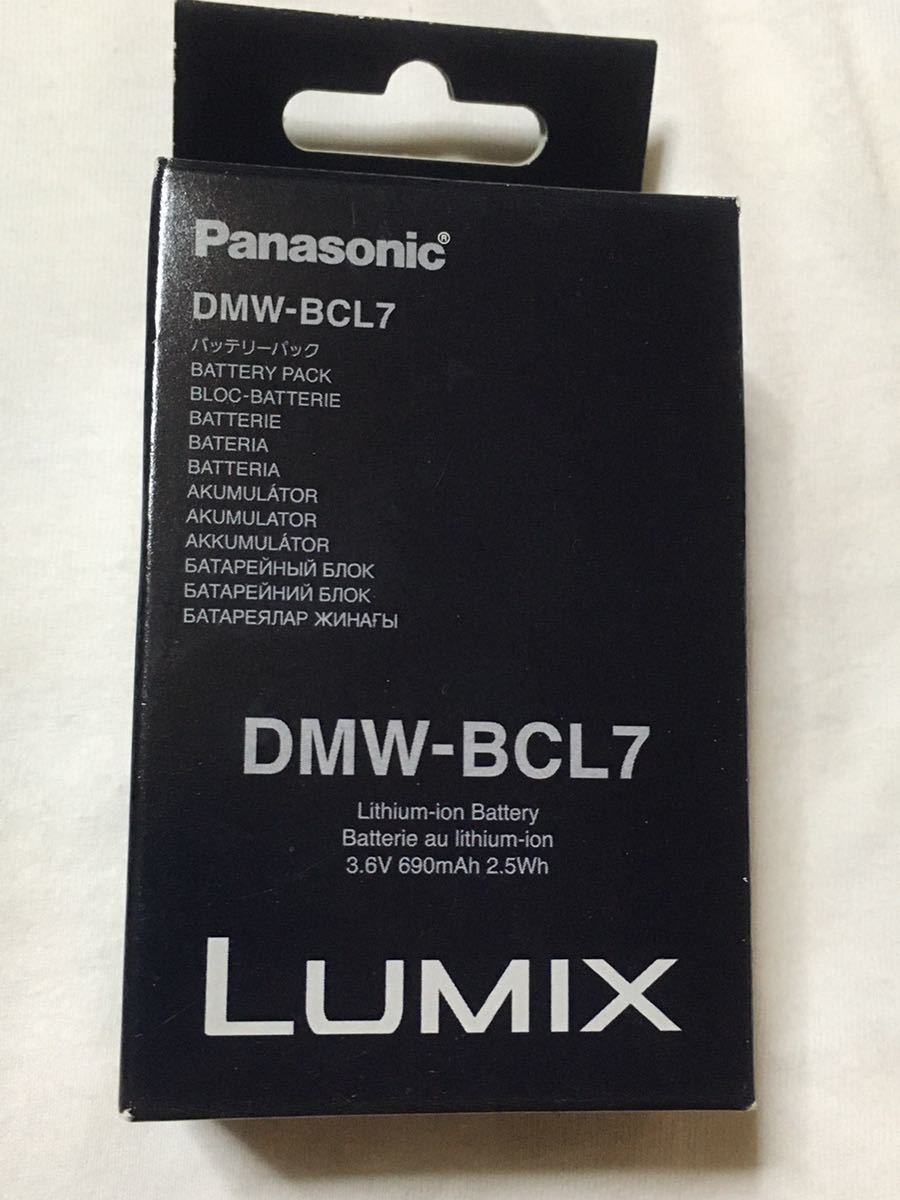 Panasonic®
DMW-BCL7
バッテリーパック
BATTERY PACK
BLOC-BATTERIE
BATTERIE
BATERIA
BATTERIA
AKUMULÁTOR
AKUMULATOR
AKKUMULÁTOR
БАТАРЕЙНЫЙ БЛОК
БАТАРЕЙНИЙ БЛОК
БАТАРЕЯЛАР ЖИНАҒЫ
DMW-BCL7
Lithium-ion Battery
Batterie au lithium-ion
3.6V 690mAh 2.5Wh
LUMIX